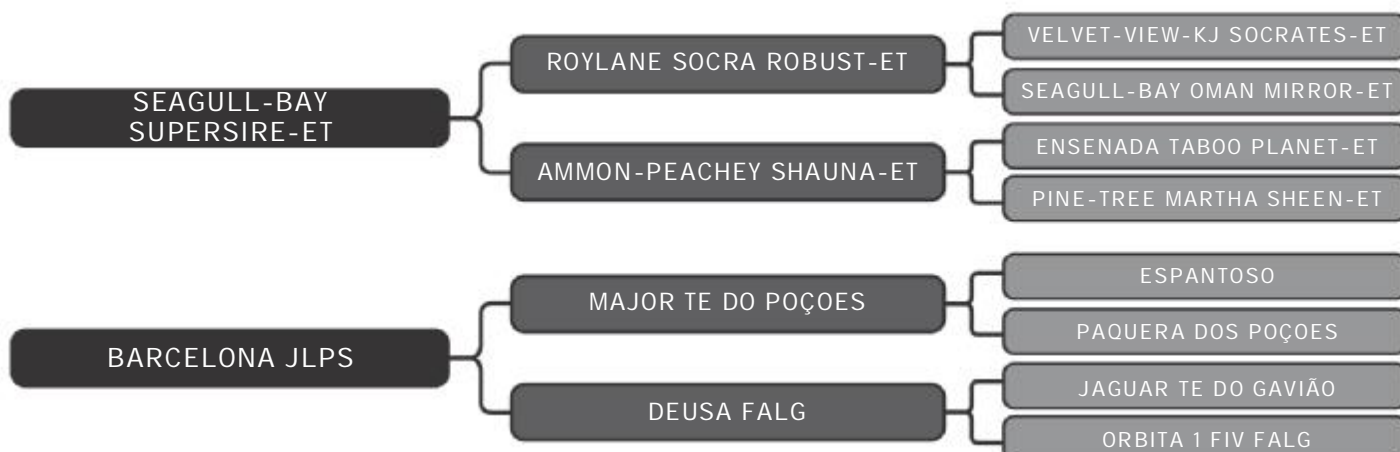 SEAGULL-BAY
SUPERSIRE-ET
ROYLANE SOCRA ROBUST-ET
VELVET-VIEW-KJ SOCRATES-ET
SEAGULL-BAY OMAN MIRROR-ET
AMMON-PEACHEY SHAUNA-ET
ENSENADA TABOO PLANET-ET
PINE-TREE MARTHA SHEEN-ET
BARCELONA JLPS
MAJOR TE DO POÇOES
ESPANTOSO
PAQUERA DOS POÇOES
DEUSA FALG
JAGUAR TE DO GAVIÃO
ORBITA 1 FIV FALG